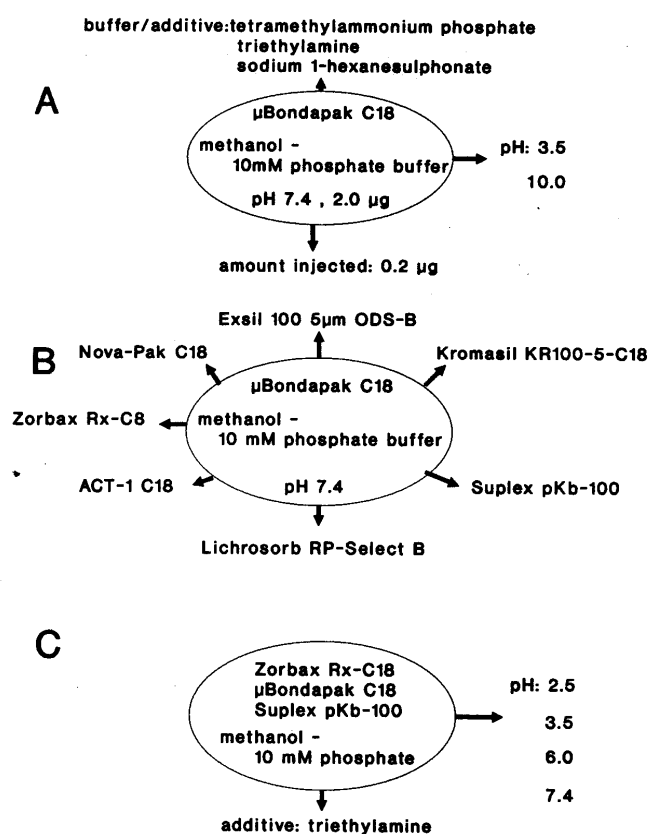 buffer/additive:tetramethylammonium phosphate
triethylamine
sodium 1-hexanesulphonate
A
µBondapak C18
methanol -
10mM phosphate buffer
pH 7.4 , 2.0 µg
pH: 3.5
10.0
amount injected: 0.2 µg
B
Exsil 100 5µm ODS-B
Nova-Pak C18
Kromasil KR100-5-C18
µBondapak C18
Zorbax Rx-C8
methanol -
10 mM phosphate buffer
ACT-1 C18
pH 7.4
Suplex pKb-100
Lichrosorb RP-Select B
C
Zorbax Rx-C18
µBondapak C18
Suplex pKb-100
methanol -
10 mM phosphate
pH: 2.5
3.5
6.0
7.4
additive: triethylamine